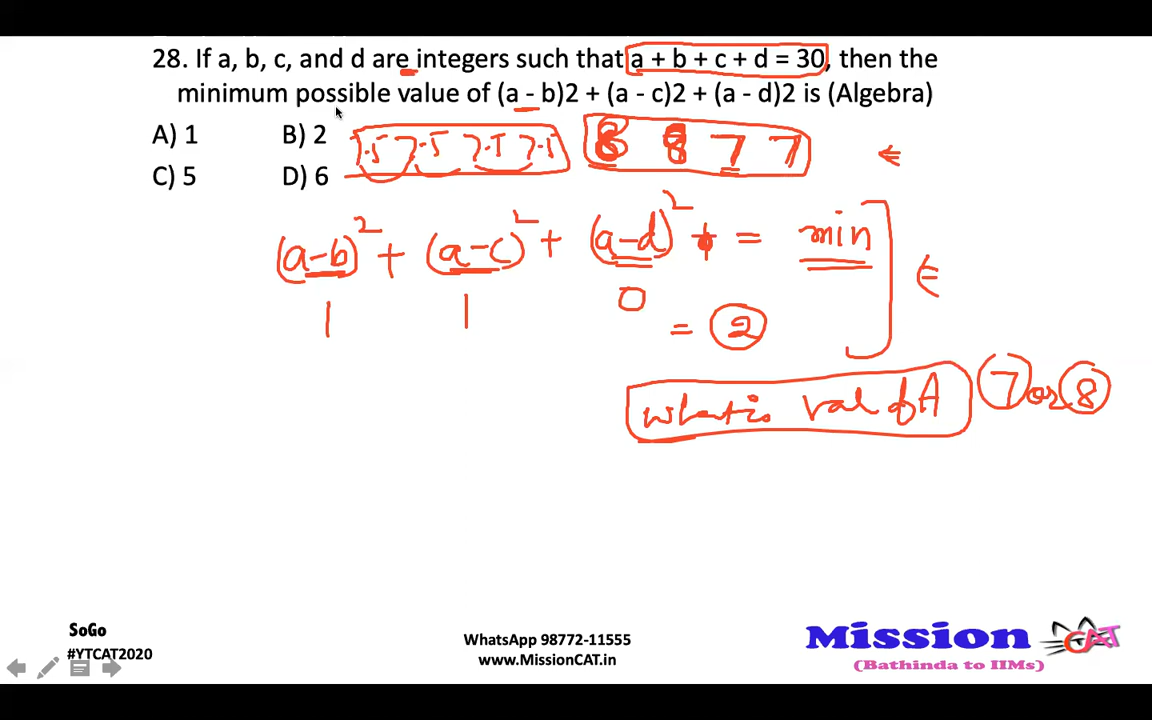 28. If a, b, c, and d are integers such that a + b + c + d = 30, then the
minimum possible value of (a - b)2 + (a - c)2 + (a - d)2 is (Algebra)
A) 1 B) 2 7.5 7.5 7.5 7.5 8 8 7 7
C) 5 D) 6
(a-b)² + (a-c)² + (a-d)² = min
1 1 0
= 2
what is val of A 7 or 8
SoGo
#YTCAT2020
WhatsApp 98772-11555
www.MissionCAT.in
Mission CAT
(Bathinda to IIMs)